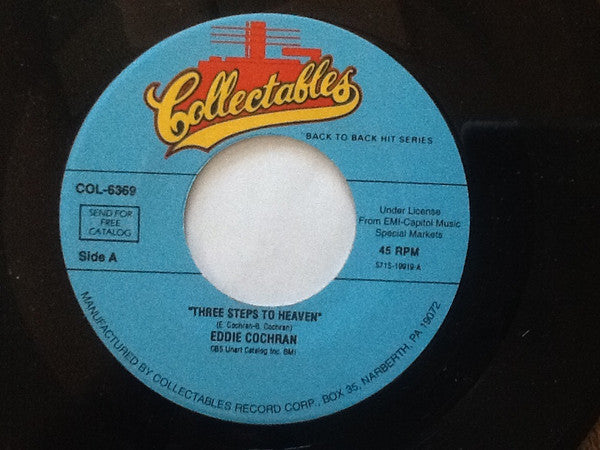 Collectables
"BACK TO BACK HIT SERIES
COL-6369
SEND FOR
FREE
CATALOG
Side A
Under License
From EMI-Capitol Music
Special Markets
45 RPM
S71S-19919-A
"THREE STEPS TO HEAVEN"
(E. Cochran-B. Cochran)
EDDIE COCHRAN
(Unart Catalog Inc. BMI)
MANUFACTURED BY COLLECTABLES RECORD CORP., BOX 35, NARBERTH, PA 19072